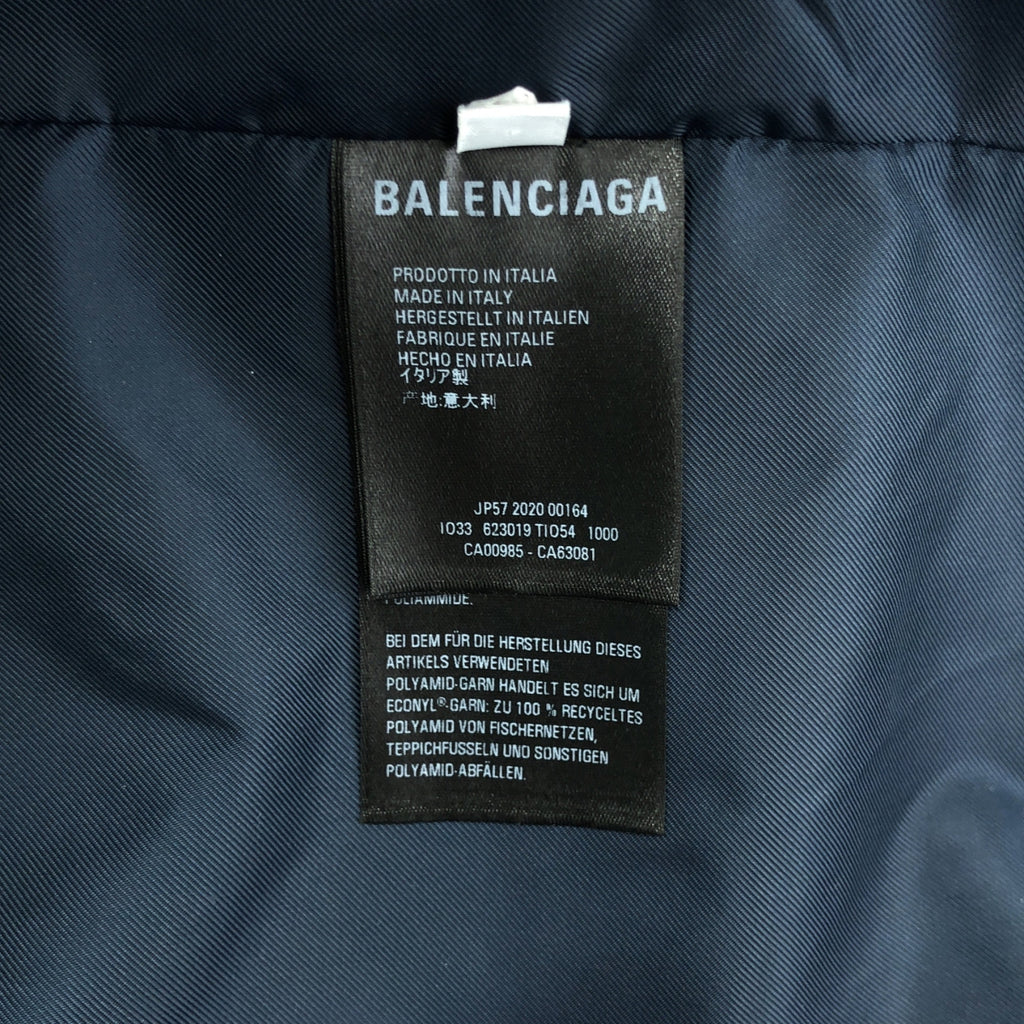 BALENCIAGA
PRODOTTO IN ITALIA
MADE IN ITALY
HERGESTELLT IN ITALIEN
FABRIQUE EN ITALIE
HECHO EN ITALIA
イタリア製
产地:意大利
JP57 2020 00164
IO33 623019 TIO54 1000
CA00985 - CA63081
POLIAMMIDE.
BEI DEM FÜR DIE HERSTELLUNG DIESES
ARTIKELS VERWENDETEN
POLYAMID-GARN HANDELT ES SICH UM
ECONYL®-GARN: ZU 100 % RECYCELTES
POLYAMID VON FISCHERNETZEN,
TEPPICHFUSSELN UND SONSTIGEN
POLYAMID-ABFÄLLEN.